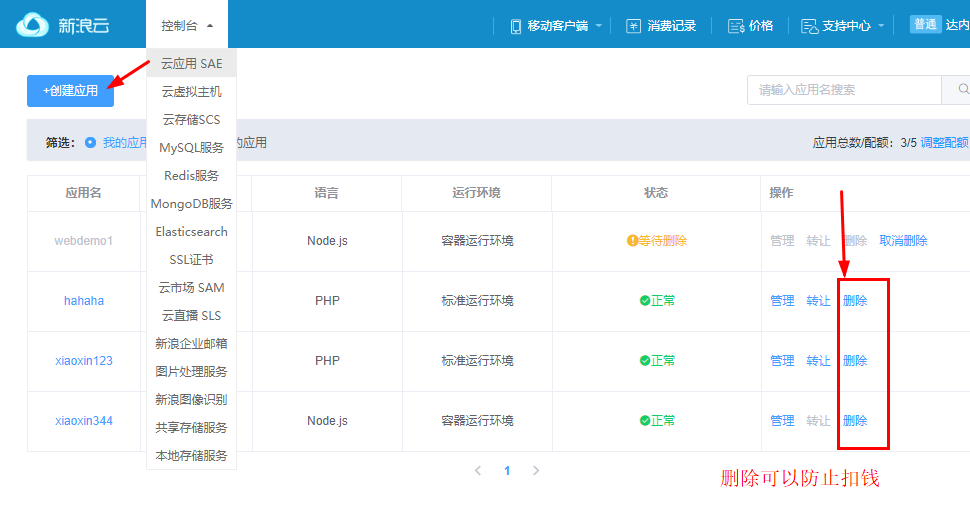 新浪云
控制台
移动客户端
消费记录
价格
支持中心
普通
达内
云应用 SAE
云虚拟主机
云存储SCS
MySQL服务
Redis服务
MongoDB服务
Elasticsearch
SSL证书
云市场 SAM
云直播 SLS
新浪企业邮箱
图片处理服务
新浪图像识别
共享存储服务
本地存储服务
+创建应用
请输入应用名搜索
筛选： 我的应用 的应用
应用总数/配额：3/5 调整配额
应用名 语言 运行环境 状态 操作
webdemo1 Node.js 容器运行环境 等待删除 管理 转让 删除 取消删除
hahaha PHP 标准运行环境 正常 管理 转让 删除
xiaoxin123 PHP 标准运行环境 正常 管理 转让 删除
xiaoxin344 Node.js 容器运行环境 正常 管理 转让 删除
1
删除可以防止扣钱